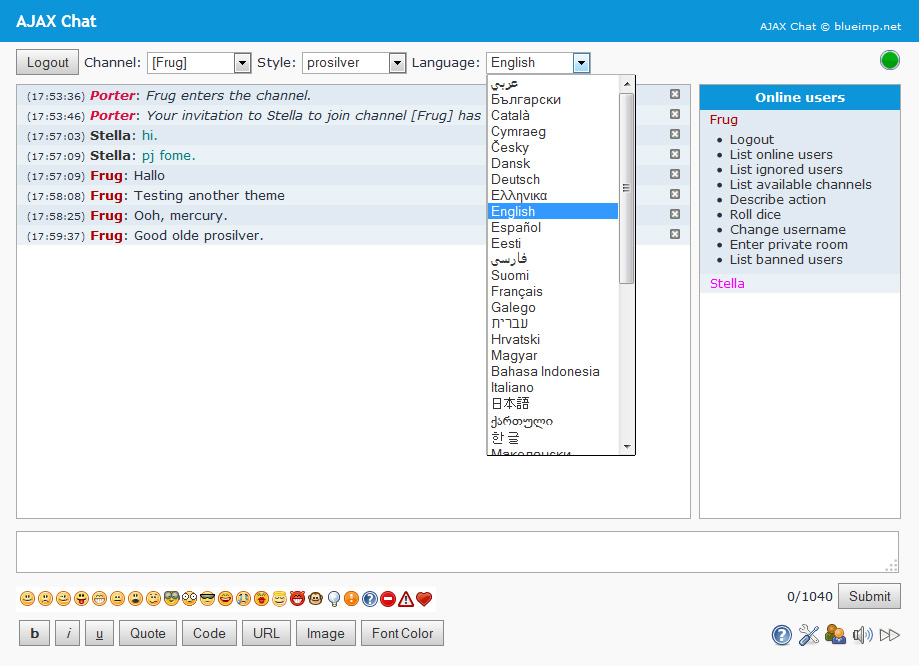 AJAX Chat
AJAX Chat © blueimp.net
Logout Channel: [Frug] Style: prosilver Language: English
(17:53:36) Porter: Frug enters the channel.
(17:53:46) Porter: Your invitation to Stella to join channel [Frug] has
(17:57:03) Stella: hi.
(17:57:09) Stella: pj fome.
(17:57:09) Frug: Hallo
(17:58:08) Frug: Testing another theme
(17:58:25) Frug: Ooh, mercury.
(17:59:37) Frug: Good olde prosilver.
عربي
Български
Català
Cymraeg
Česky
Dansk
Deutsch
Ελληνικα
English
Español
Eesti
فارسی
Suomi
Français
Galego
עברית
Hrvatski
Magyar
Bahasa Indonesia
Italiano
日本語
ქართული
한 글
Македонски
Online users
Frug
Logout
List online users
List ignored users
List available channels
Describe action
Roll dice
Change username
Enter private room
List banned users
Stella
0/1040 Submit
b i u Quote Code URL Image Font Color